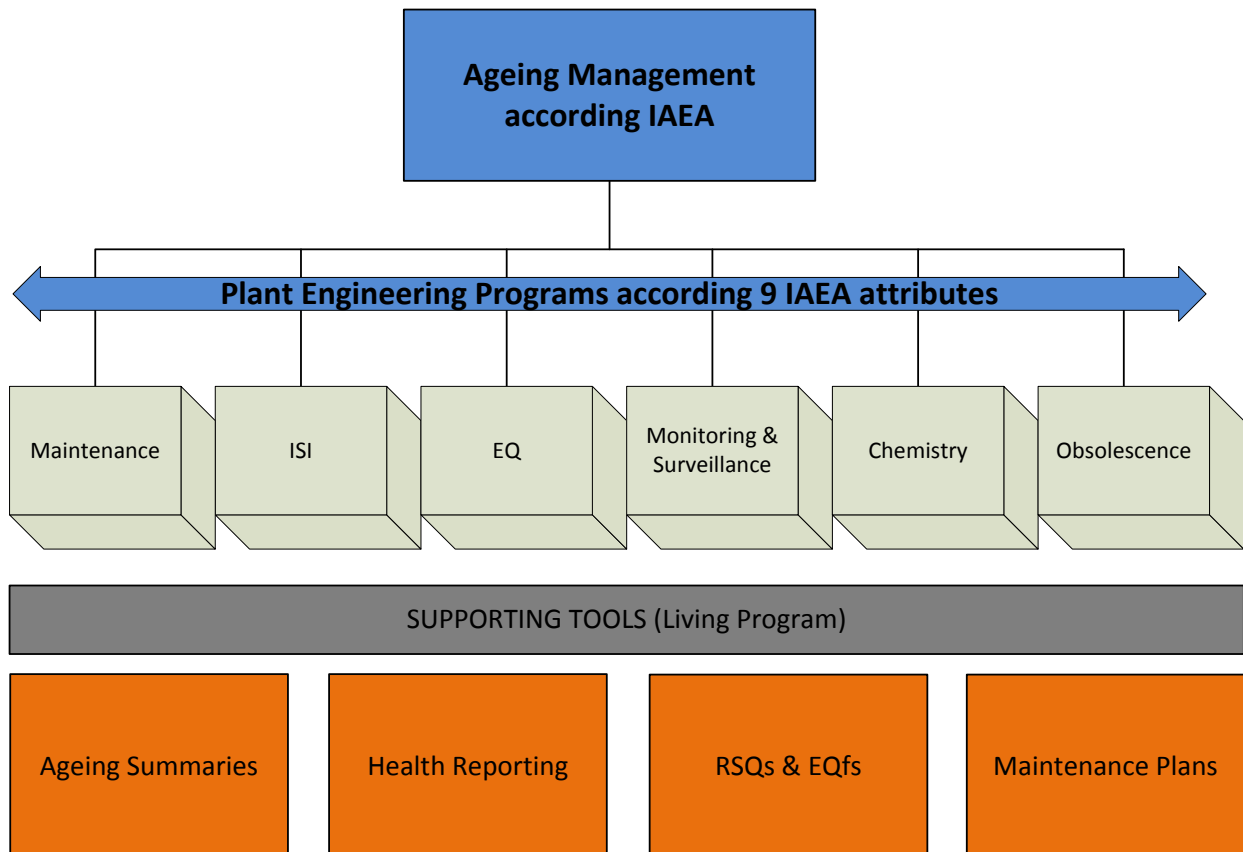 Ageing Management
according IAEA
Plant Engineering Programs according 9 IAEA attributes
Maintenance
ISI
EQ
Monitoring &
Surveillance
Chemistry
Obsolescence
SUPPORTING TOOLS (Living Program)
Ageing Summaries
Health Reporting
RSQs & EQfs
Maintenance Plans